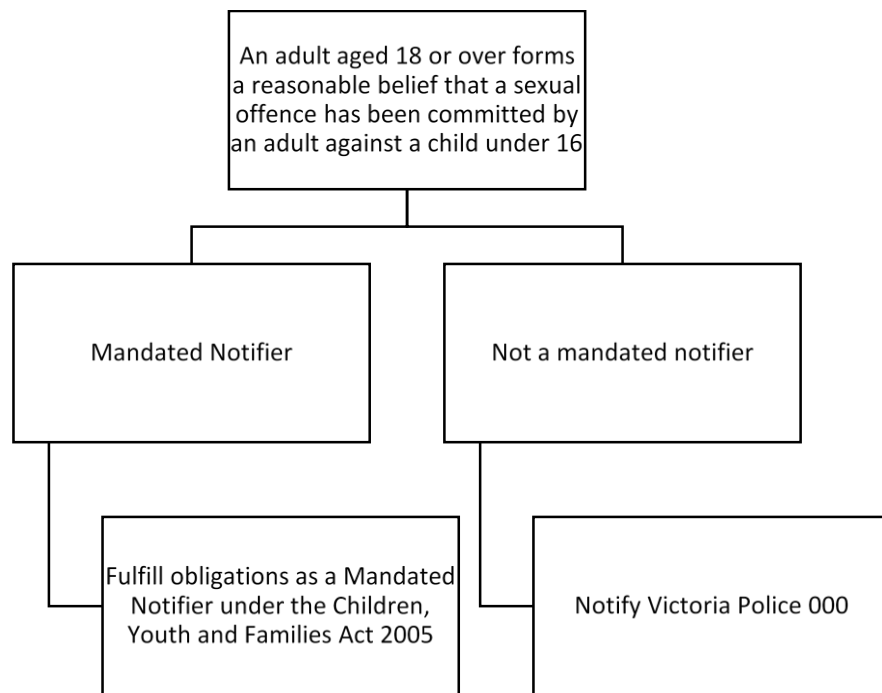 An adult aged 18 or over forms
a reasonable belief that a sexual
offence has been committed by
an adult against a child under 16
Mandated Notifier
Not a mandated notifier
Fulfill obligations as a Mandated
Notifier under the Children,
Youth and Families Act 2005
Notify Victoria Police 000